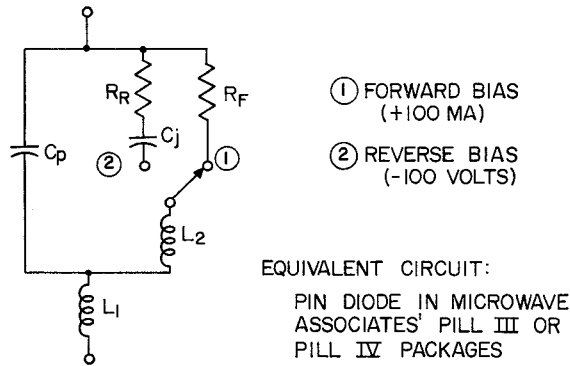 R_R
R_F
① FORWARD BIAS
(+100 MA)
C_p
② C_j ①
② REVERSE BIAS
(-100 VOLTS)
L_2
EQUIVALENT CIRCUIT:
L_1
PIN DIODE IN MICROWAVE
ASSOCIATES' PILL III OR
PILL IV PACKAGES